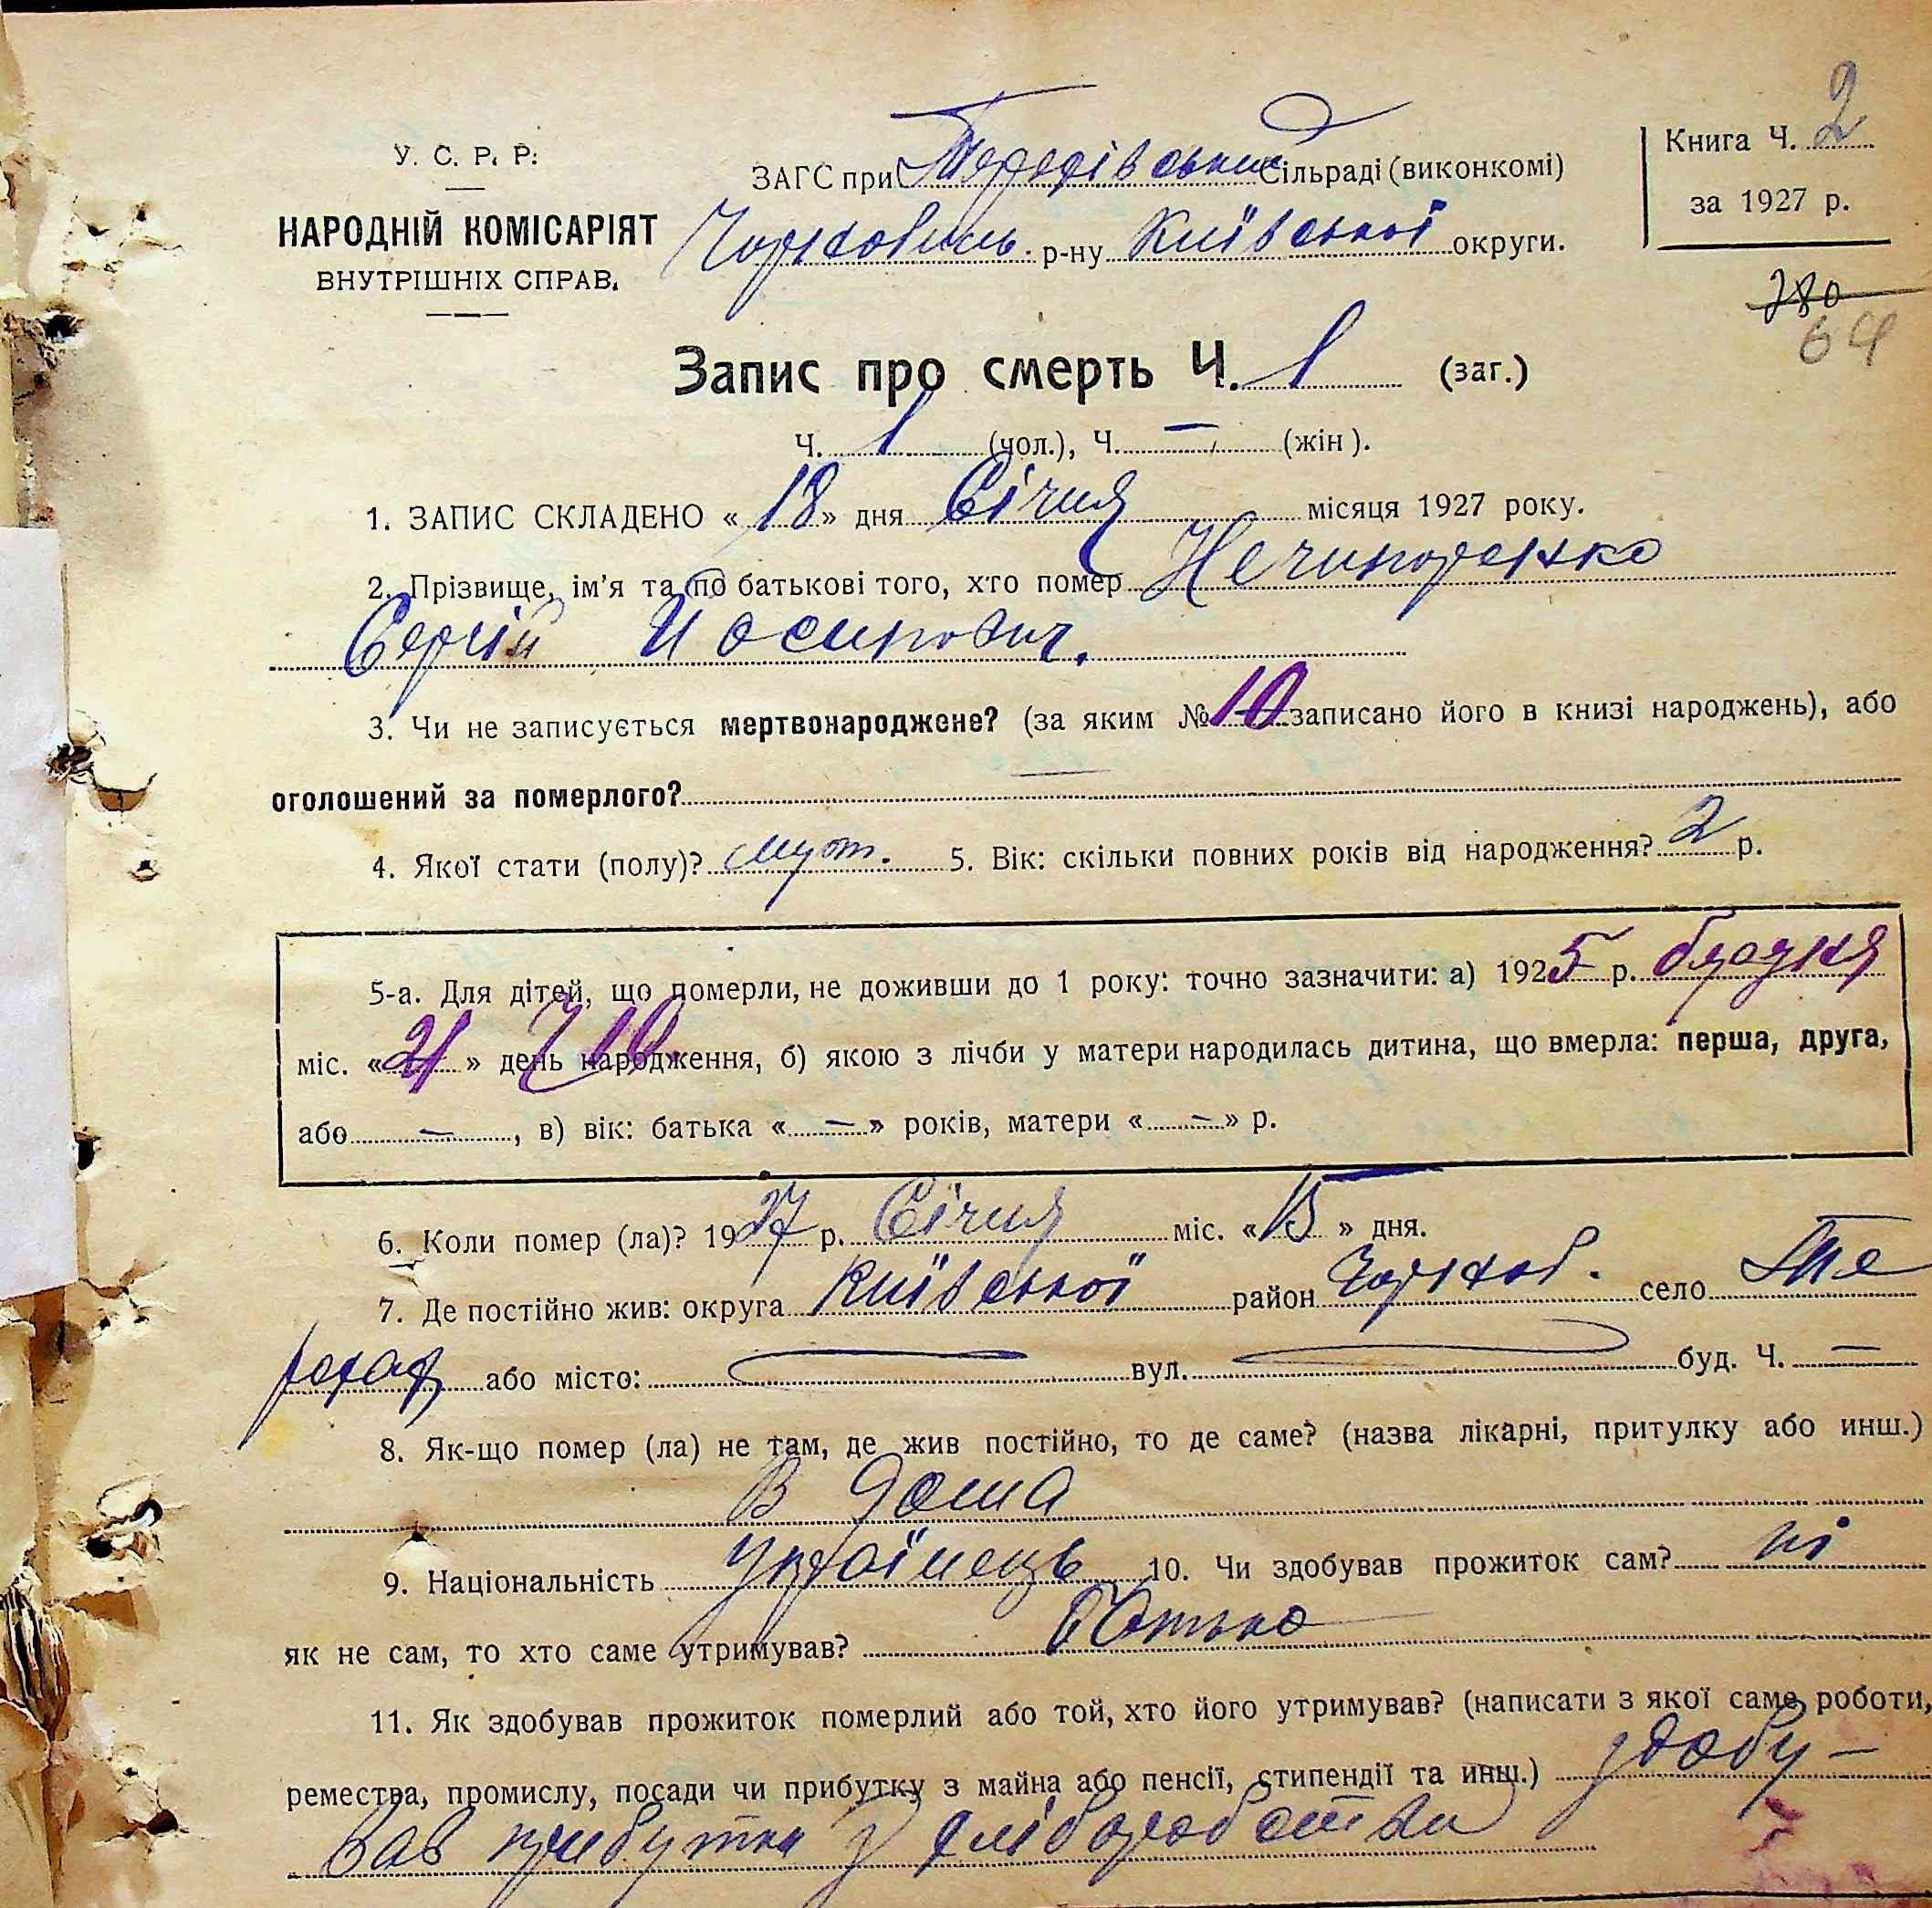 У. С. Р. Р.
НАРОДНІЙ КОМІСАРІЯТ
ВНУТРІШНІХ СПРАВ.
ЗАГС при Сільраді (виконкомі)
р-ну Київської округи.
Книга Ч. 2
за 1927 р.
280
64
Запис про смерть Ч. 1 (заг.)
Ч. 1 (чол.), Ч. — (жін).
1. ЗАПИС СКЛАДЕНО « 18 » дня Січня місяця 1927 року.
2. Прізвище, ім’я та по батькові того, хто помер Нечипоренко
Сергій Иосипович.
3. Чи не записується мертвонароджене? (за яким № 10 записано його в книзі народжень), або
оголошений за померлого?
4. Якої стати (полу)? 5. Вік: скільки повних років від народження? 2 р.
5-а. Для дітей, що померли, не доживши до 1 року: точно зазначити: а) 1925 р.
міс. « 21 » день народження, б) якою з лічби у матери народилась дитина, що вмерла: перша, друга,
або — , в) вік: батька « — » років, матери « — » р.
6. Коли помер (ла)? 1927 р. Січня міс. « 15 » дня.
7. Де постійно жив: округа Київської район село
або місто: вул. буд. Ч. —
8. Як-що помер (ла) не там, де жив постійно, то де саме? (назва лікарні, притулку або инш.)
В дома
9. Національність Українець 10. Чи здобував прожиток сам? ні
як не сам, то хто саме утримував? батько
11. Як здобував прожиток померлий або той, хто його утримував? (написати з якої саме роботи,
ремества, промислу, посади чи прибутку з майна або пенсії, стипендії та инш.) здобу-
вав прибутки з хліборобства